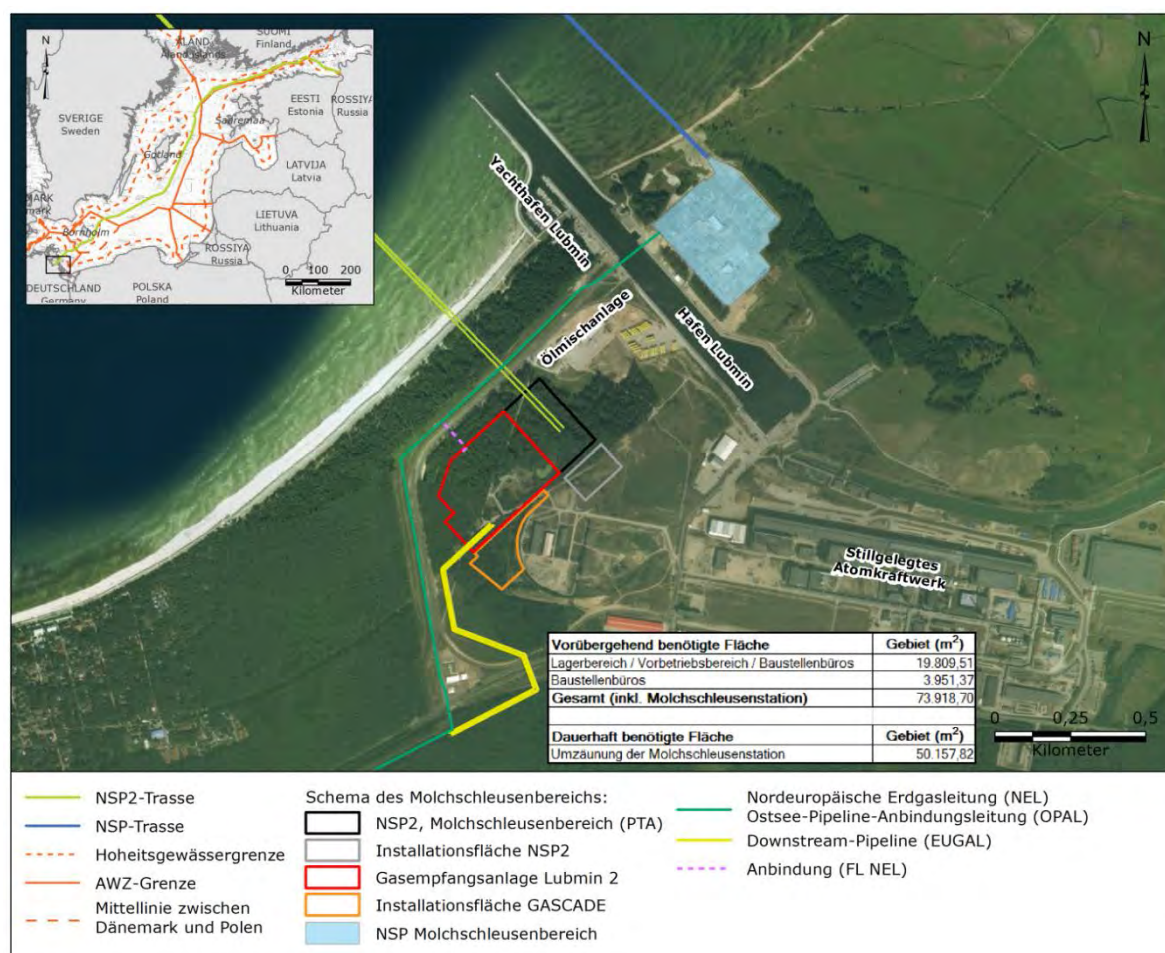 N
ÅLAND
Åland Islands
SUOMI
Finland
SVERIGE
Sweden
EESTI
Estonia
ROSSIYA
Russia
Saaremaa
Gotland
LATVIJA
Latvia
LIETUVA
Lithuania
MARK
mark
Bornholm
ROSSIYA
Russia
DEUTSCHLAND
Germany
POLSKA
Poland
0 100 200
Kilometer
N
Yachthafen Lubmin
Ölmischanlage
Hafen Lubmin
Stillgelegtes
Atomkraftwerk
Vorübergehend benötigte Fläche Gebiet (m²)
Lagerbereich / Vorbetriebsbereich / Baustellenbüros 19.809,51
Baustellenbüros 3.951,37
Gesamt (inkl. Molchschleusenstation) 73.918,70
Dauerhaft benötigte Fläche Gebiet (m²)
Umzäunung der Molchschleusenstation 50.157,82
0 0,25 0,5
Kilometer
NSP2-Trasse
NSP-Trasse
Hoheitsgewässergrenze
AWZ-Grenze
Mittellinie zwischen
Dänemark und Polen
Schema des Molchschleusenbereichs:
NSP2, Molchschleusenbereich (PTA)
Installationsfläche NSP2
Gasempfangsanlage Lubmin 2
Installationsfläche GASCADE
NSP Molchschleusenbereich
Nordeuropäische Erdgasleitung (NEL)
Ostsee-Pipeline-Anbindungsleitung (OPAL)
Downstream-Pipeline (EUGAL)
Anbindung (FL NEL)